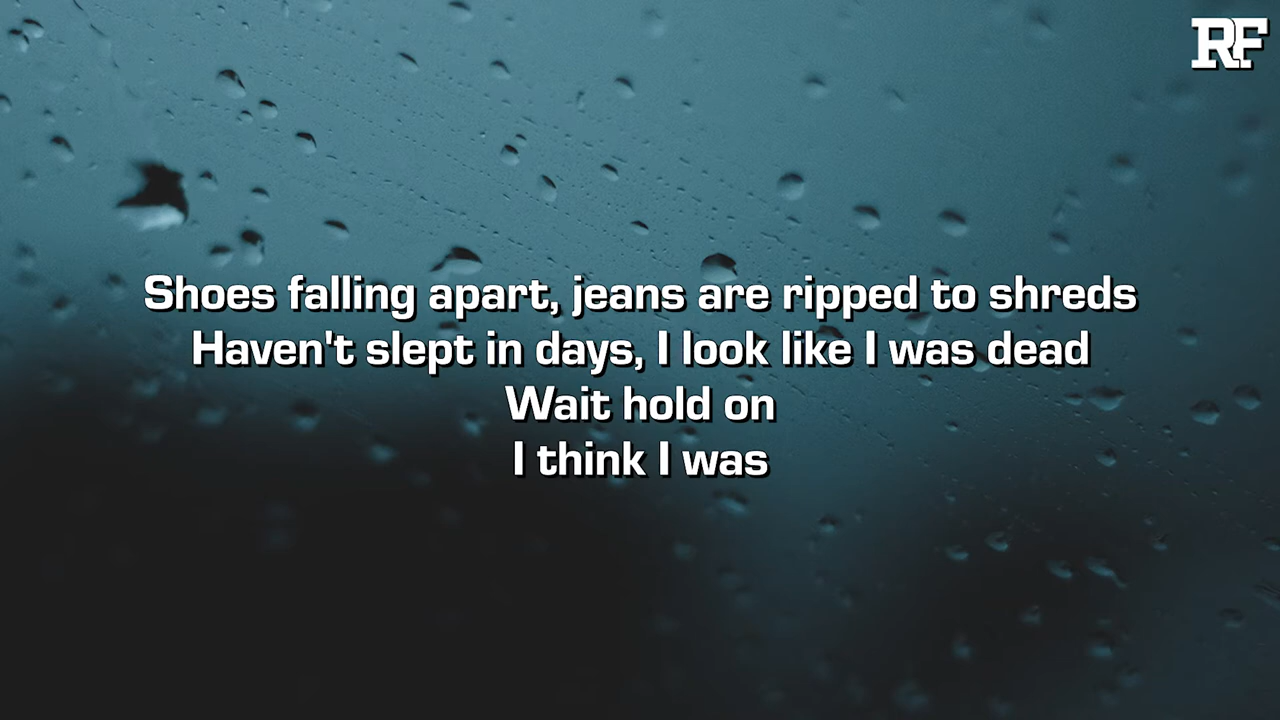 RF
Shoes falling apart, jeans are ripped to shreds
Haven't slept in days, I look like I was dead
Wait hold on
I think I was